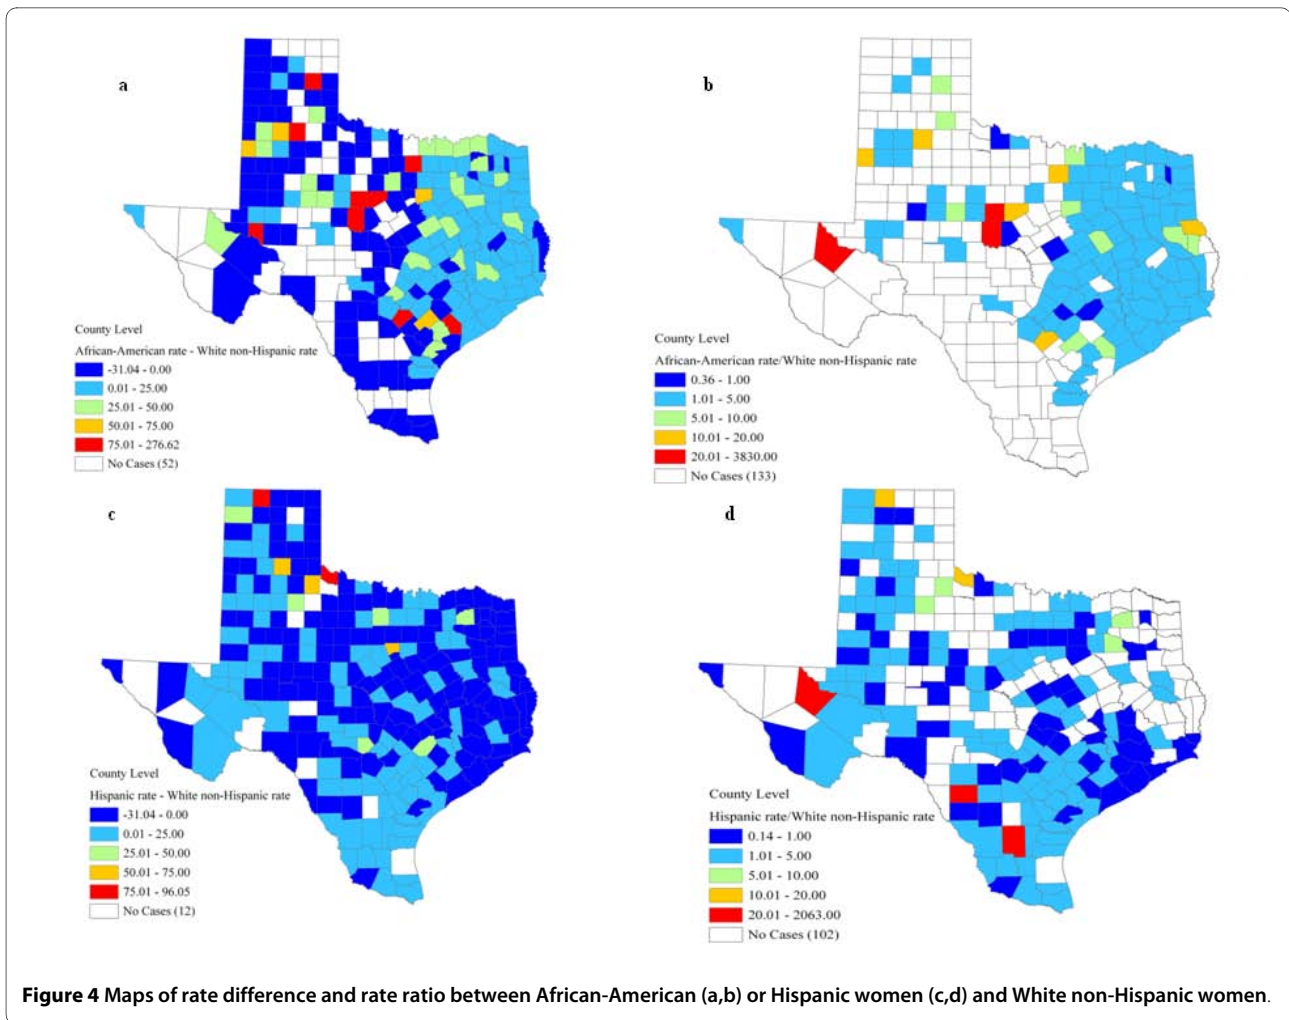 a
County Level
African-American rate - White non-Hispanic rate
-31.04 - 0.00
0.01 - 25.00
25.01 - 50.00
50.01 - 75.00
75.01 - 276.62
No Cases (52)
b
County Level
African-American rate/White non-Hispanic rate
0.36 - 1.00
1.01 - 5.00
5.01 - 10.00
10.01 - 20.00
20.01 - 3830.00
No Cases (133)
c
County Level
Hispanic rate - White non-Hispanic rate
-31.04 - 0.00
0.01 - 25.00
25.01 - 50.00
50.01 - 75.00
75.01 - 96.05
No Cases (12)
d
County Level
Hispanic rate/White non-Hispanic rate
0.14 - 1.00
1.01 - 5.00
5.01 - 10.00
10.01 - 20.00
20.01 - 2063.00
No Cases (102)
Figure 4 Maps of rate difference and rate ratio between African-American (a,b) or Hispanic women (c,d) and White non-Hispanic women.